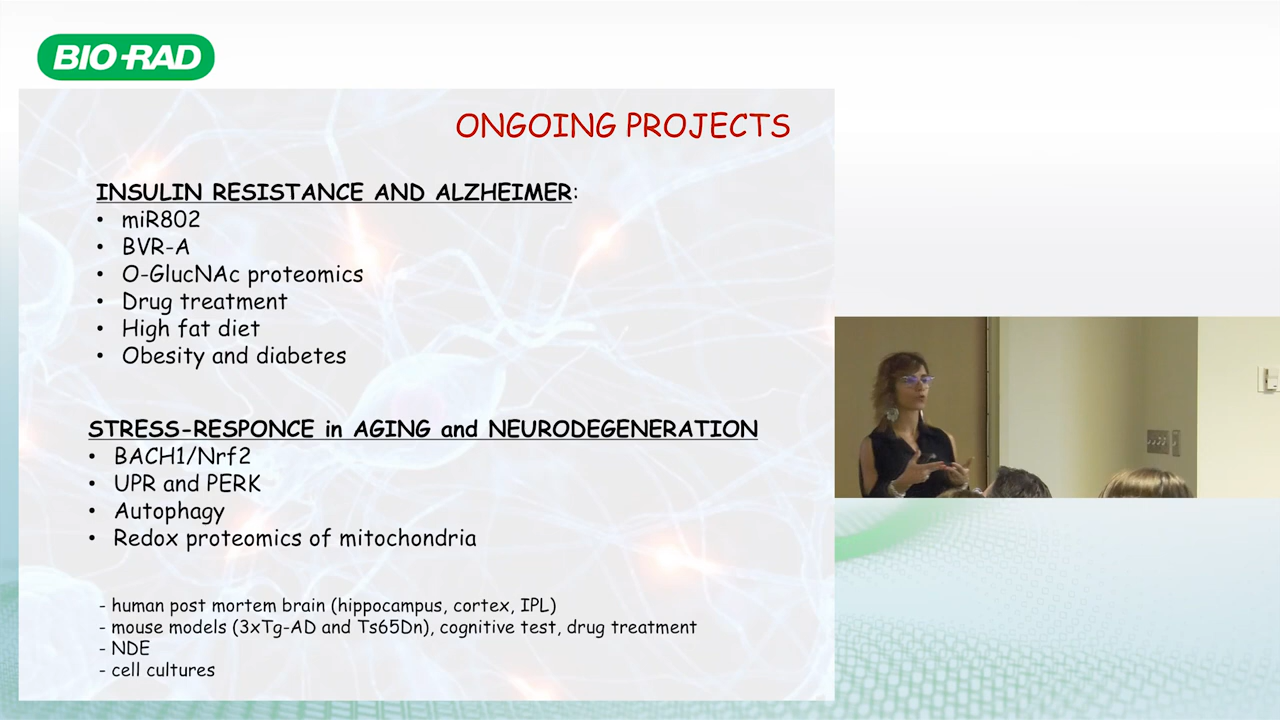 BIO-RAD
ONGOING PROJECTS
INSULIN RESISTANCE AND ALZHEIMER:
• miR802
• BVR-A
• O-GlucNAc proteomics
• Drug treatment
• High fat diet
• Obesity and diabetes
STRESS-RESPONCE in AGING and NEURODEGENERATION
• BACH1/Nrf2
• UPR and PERK
• Autophagy
• Redox proteomics of mitochondria
- human post mortem brain (hippocampus, cortex, IPL)
- mouse models (3xTg-AD and Ts65Dn), cognitive test, drug treatment
- NDE
- cell cultures